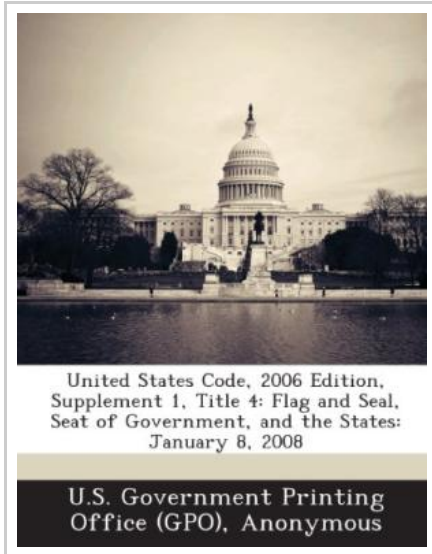 United States Code, 2006 Edition,
Supplement 1, Title 4: Flag and Seal,
Seat of Government, and the States:
January 8, 2008
U.S. Government Printing
Office (GPO), Anonymous